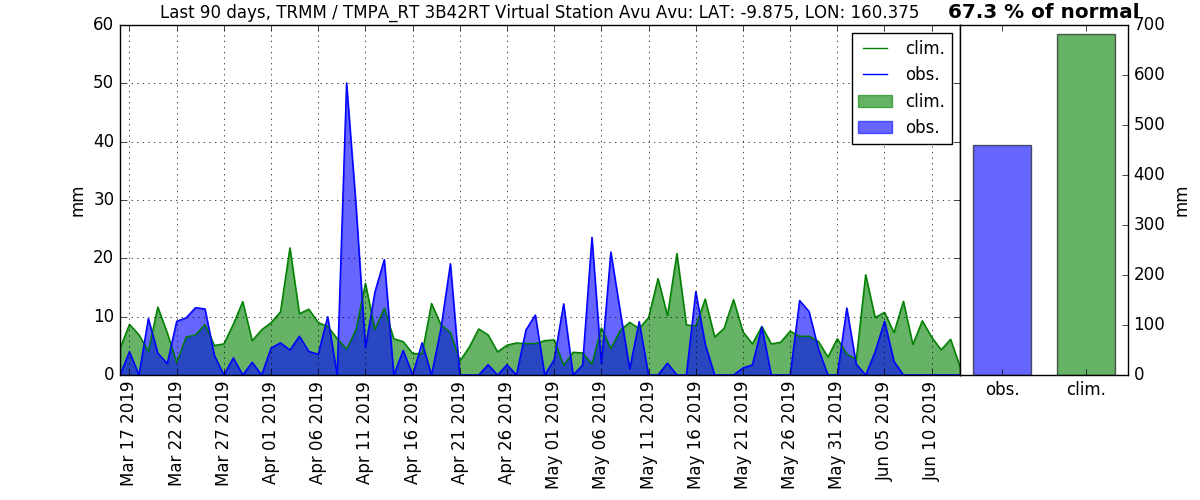 Last 90 days, TRMM / TMPA_RT 3B42RT Virtual Station Avu Avu: LAT: -9.875, LON: 160.375
67.3 % of normal
60
50
40
30
20
10
0
mm
clim.
obs.
clim.
obs.
Mar 17 2019
Mar 22 2019
Mar 27 2019
Apr 01 2019
Apr 06 2019
Apr 11 2019
Apr 16 2019
Apr 21 2019
Apr 26 2019
May 01 2019
May 06 2019
May 11 2019
May 16 2019
May 21 2019
May 26 2019
May 31 2019
Jun 05 2019
Jun 10 2019
700
600
500
400
300
200
100
0
mm
obs.
clim.